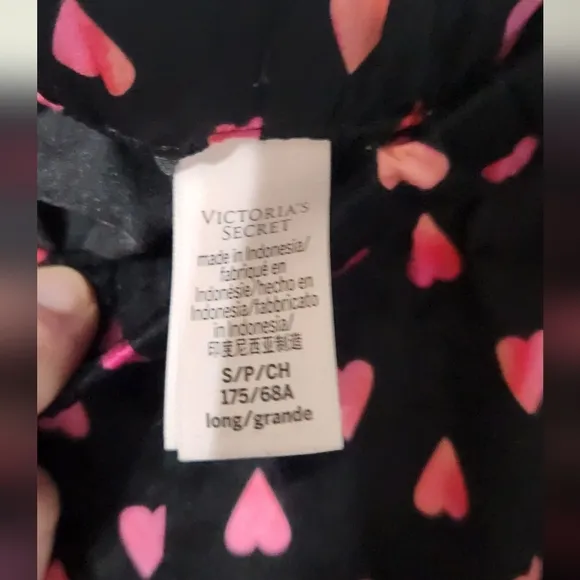 VICTORIA'S
SECRET
made in Indonesia/
fabriqué en
Indonésie/hecho en
Indonesia/fabbricato
in Indonesia/
印度尼西亚制造
S/P/CH
175/68A
long/grande